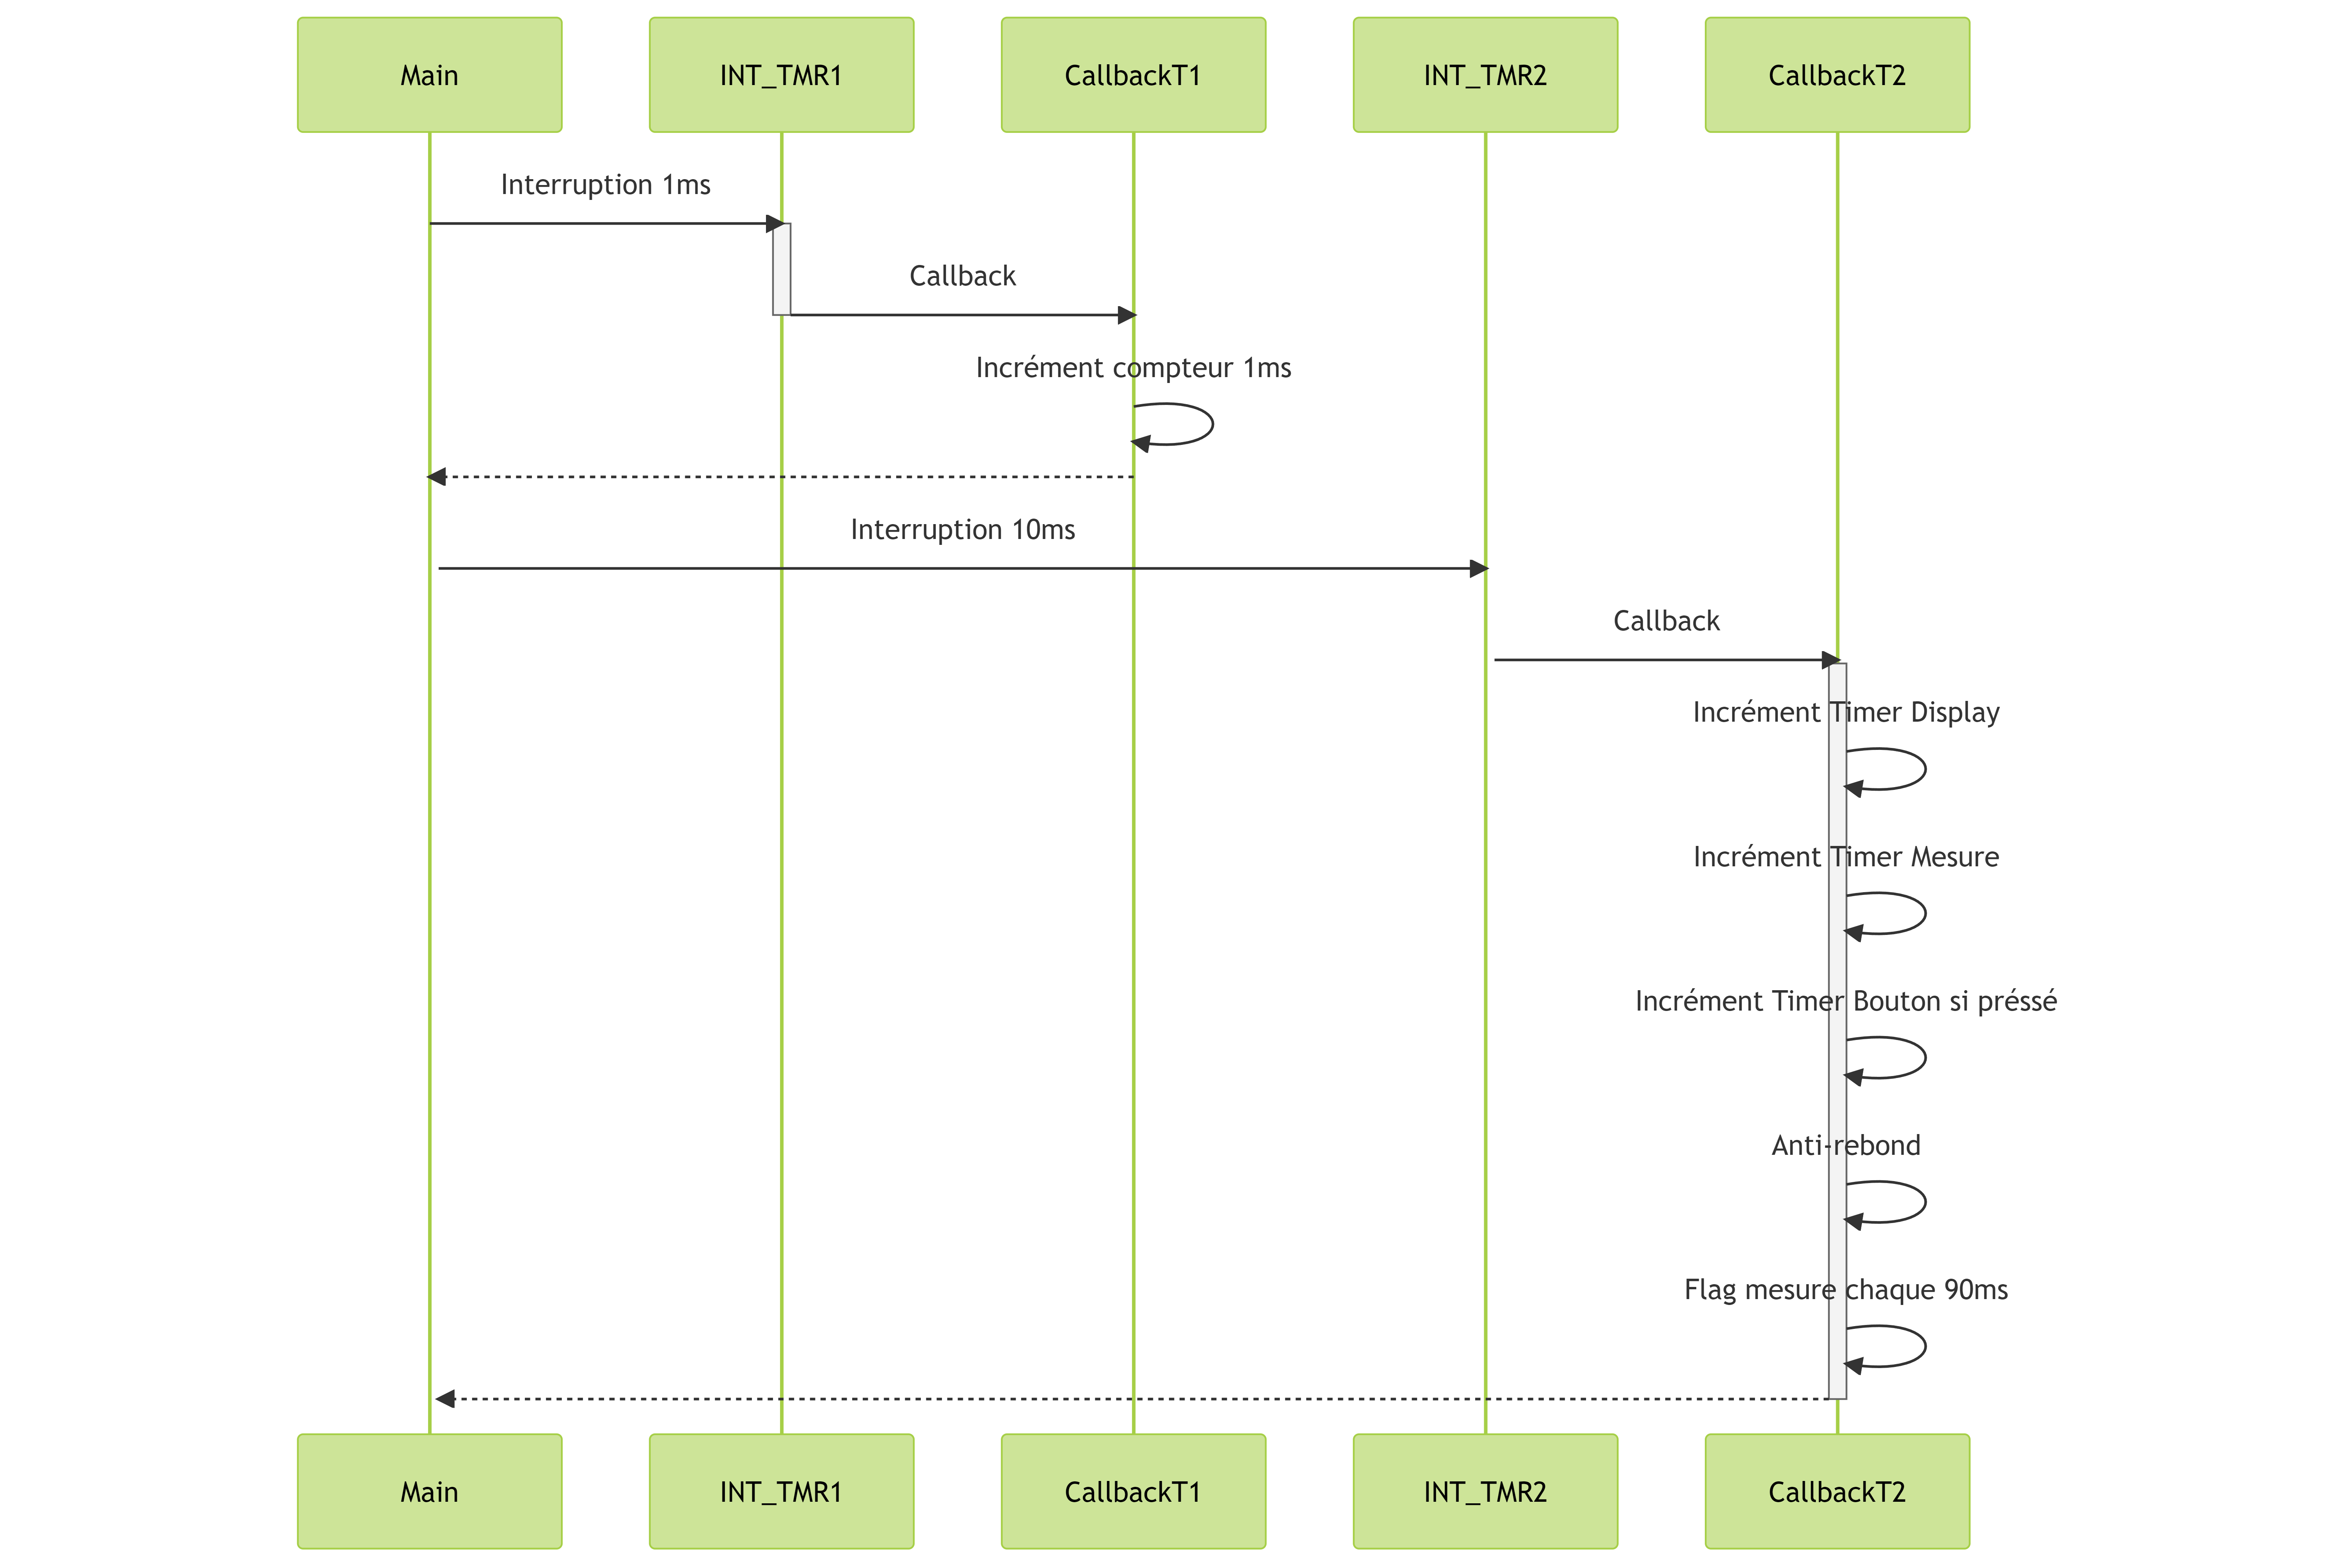 Main
INT_TMR1
CallbackT1
INT_TMR2
CallbackT2
Interruption 1ms
Callback
Incrément compteur 1ms
Interruption 10ms
Callback
Incrément Timer Display
Incrément Timer Mesure
Incrément Timer Bouton si préssé
Anti-rebond
Flag mesure chaque 90ms
Main
INT_TMR1
CallbackT1
INT_TMR2
CallbackT2